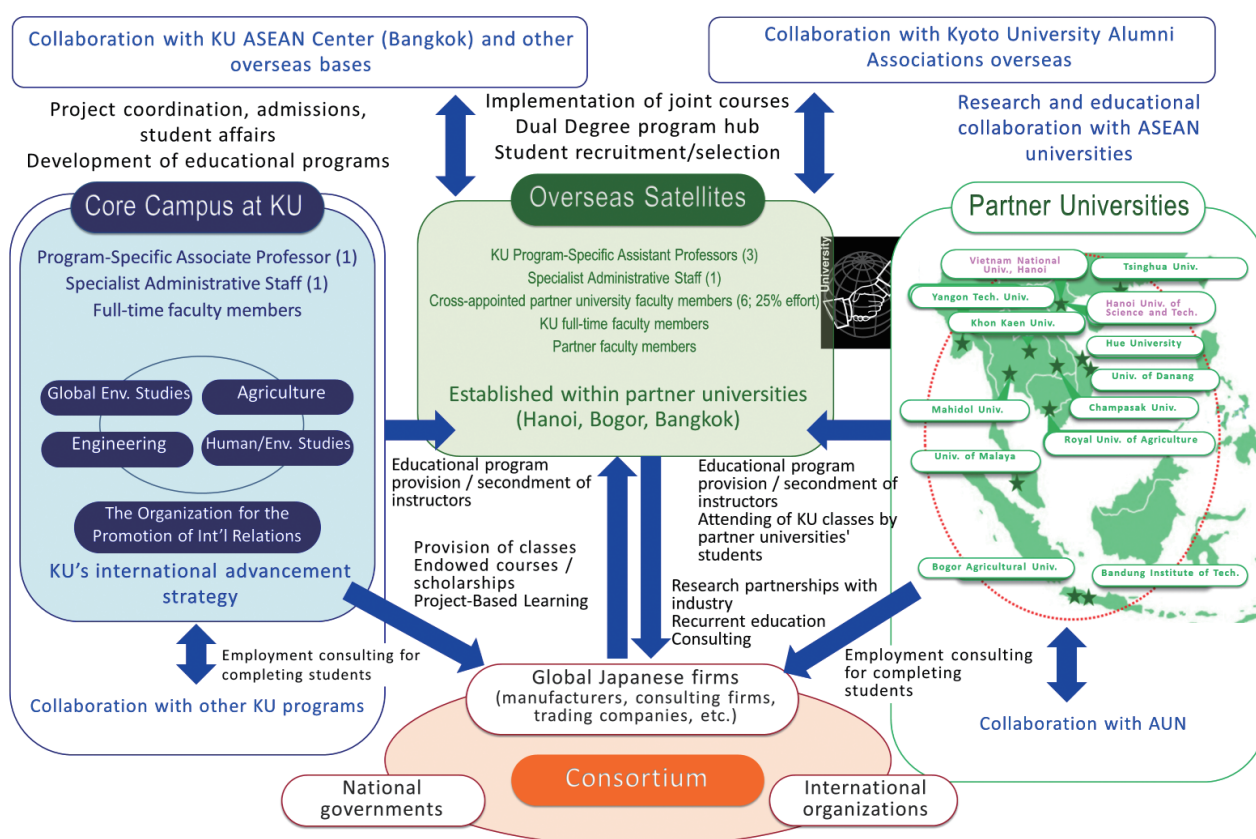 Collaboration with KU ASEAN Center (Bangkok) and other
overseas bases
Collaboration with Kyoto University Alumni
Associations overseas
Project coordination, admissions,
student affairs
Development of educational programs
Implementation of joint courses
Dual Degree program hub
Student recruitment/selection
Research and educational
collaboration with ASEAN
universities
Core Campus at KU
Program-Specific Associate Professor (1)
Specialist Administrative Staff (1)
Full-time faculty members
Global Env. Studies
Agriculture
Engineering
Human/Env. Studies
The Organization for the
Promotion of Int'l Relations
KU's international advancement
strategy
Employment consulting for
completing students
Collaboration with other KU programs
Overseas Satellites
KU Program-Specific Assistant Professors (3)
Specialist Administrative Staff (1)
Cross-appointed partner university faculty members (6; 25% effort)
KU full-time faculty members
Partner faculty members
Established within partner universities
(Hanoi, Bogor, Bangkok)
University
Partner Universities
Vietnam National
Univ., Hanoi
Tsinghua Univ.
Yangon Tech. Univ.
Hanoi Univ. of
Science and Tech.
Khon Kaen Univ.
Hue University
Univ. of Danang
Mahidol Univ.
Champasak Univ.
Royal Univ. of Agriculture
Univ. of Malaya
Bogor Agricultural Univ.
Bandung Institute of Tech.
Educational program
provision / secondment of
instructors
Provision of classes
Endowed courses /
scholarships
Project-Based Learning
Educational program
provision / secondment of
instructors
Attending of KU classes by
partner universities'
students
Research partnerships with
industry
Recurrent education
Consulting
Employment consulting
for completing
students
Collaboration with AUN
Global Japanese firms
(manufacturers, consulting firms,
trading companies, etc.)
Consortium
National
governments
International
organizations